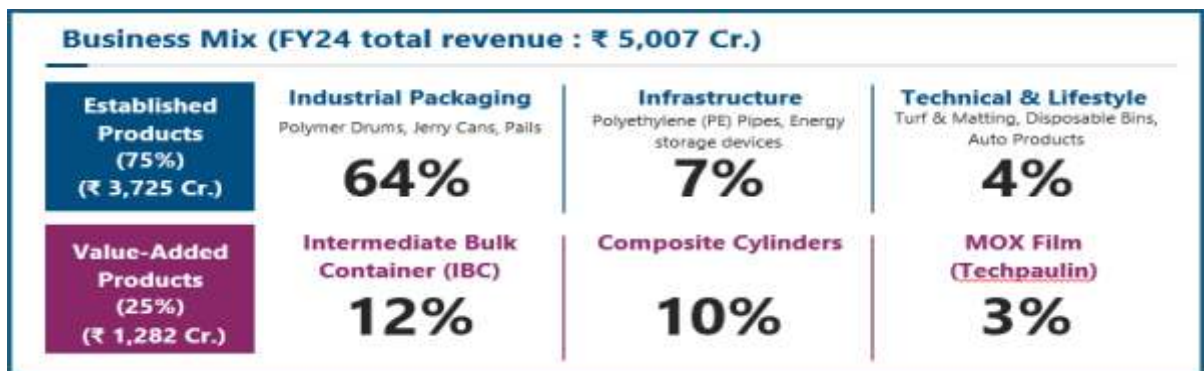 Business Mix (FY24 total revenue : ₹ 5,007 Cr.)
Established
Products
(75%)
(₹ 3,725 Cr.)
Industrial Packaging
Polymer Drums, Jerry Cans, Pails
64%
Infrastructure
Polyethylene (PE) Pipes, Energy
storage devices
7%
Technical & Lifestyle
Turf & Matting, Disposable Bins,
Auto Products
4%
Value-Added
Products
(25%)
(₹ 1,282 Cr.)
Intermediate Bulk
Container (IBC)
12%
Composite Cylinders
10%
MOX Film
(Techpaulin)
3%